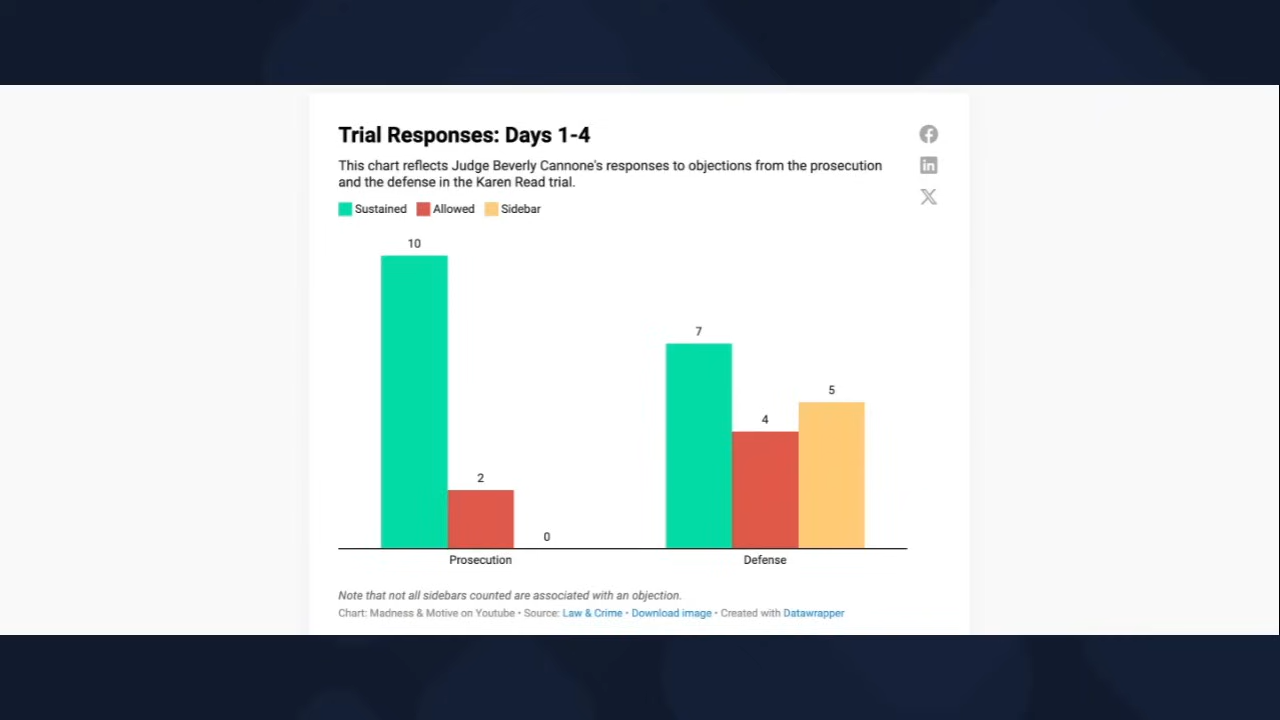 Trial Responses: Days 1-4
This chart reflects Judge Beverly Cannone's responses to objections from the prosecution
and the defense in the Karen Read trial.
Sustained Allowed Sidebar
10
7
5
4
2
0
Prosecution Defense
Note that not all sidebars counted are associated with an objection.
Chart: Madness & Motive on Youtube • Source: Law & Crime • Download image • Created with Datawrapper